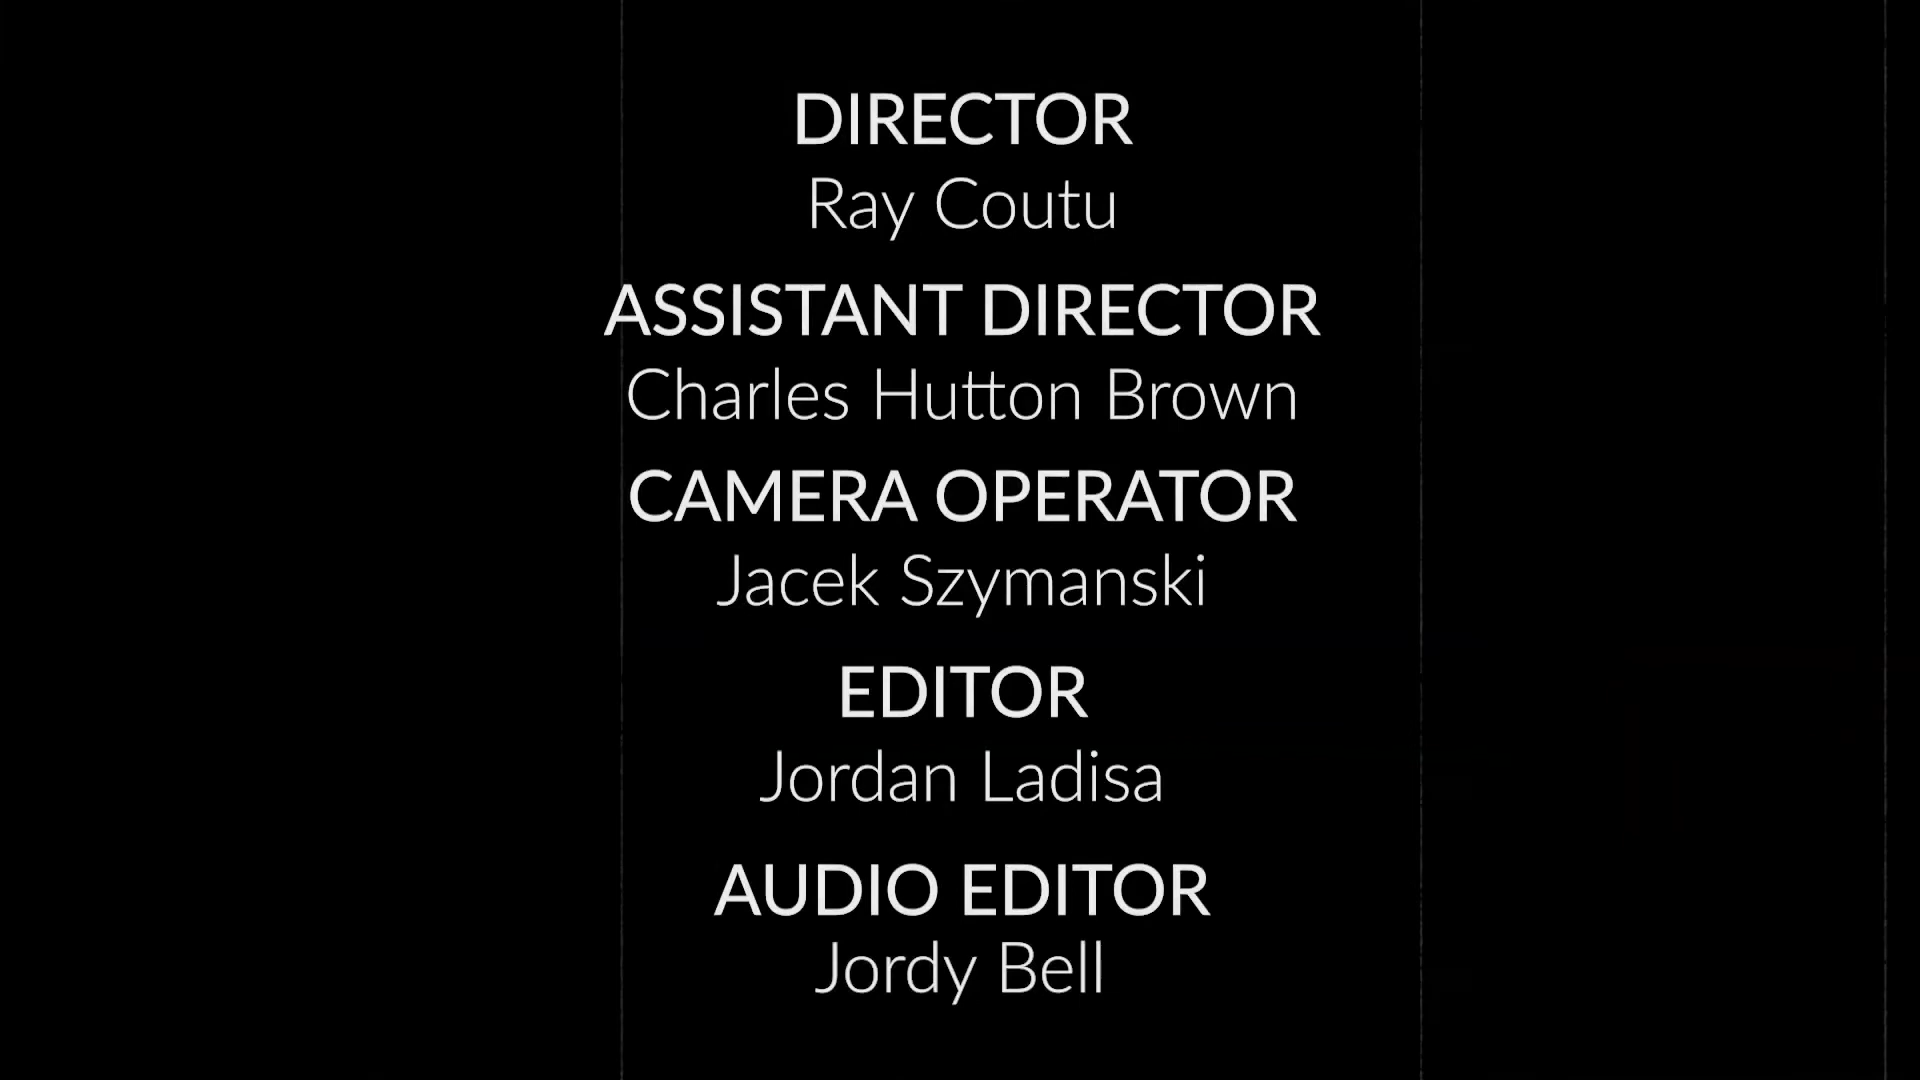 DIRECTOR
Ray Coutu
ASSISTANT DIRECTOR
Charles Hutton Brown
CAMERA OPERATOR
Jacek Szymanski
EDITOR
Jordan Ladisa
AUDIO EDITOR
Jordy Bell